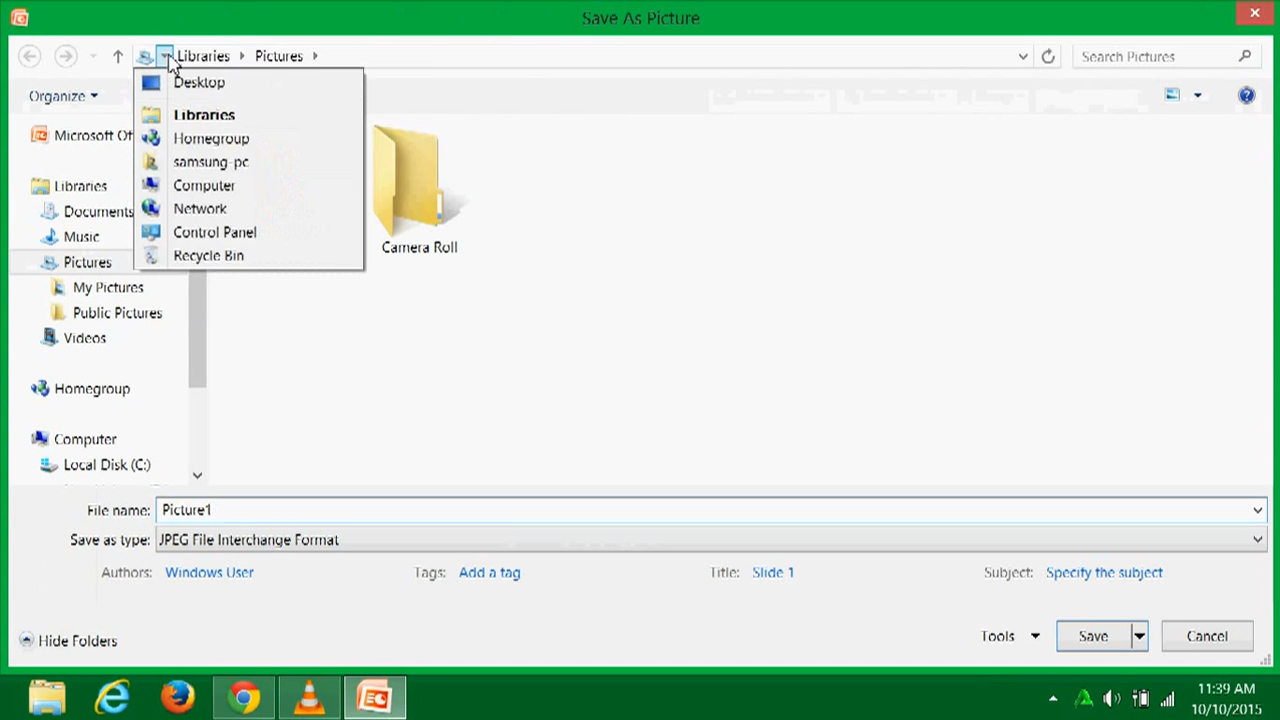 Save As Picture
Libraries Pictures
Search Pictures
Organize
Desktop
Libraries
Homegroup
samsung-pc
Computer
Network
Control Panel
Recycle Bin
Microsoft Of
Libraries
Documents
Music
Pictures
My Pictures
Public Pictures
Videos
Homegroup
Computer
Local Disk (C:)
Camera Roll
File name: Picture1
Save as type: JPEG File Interchange Format
Authors: Windows User Tags: Add a tag Title: Slide 1 Subject: Specify the subject
Hide Folders
Tools Save Cancel
11:39 AM
10/10/2015